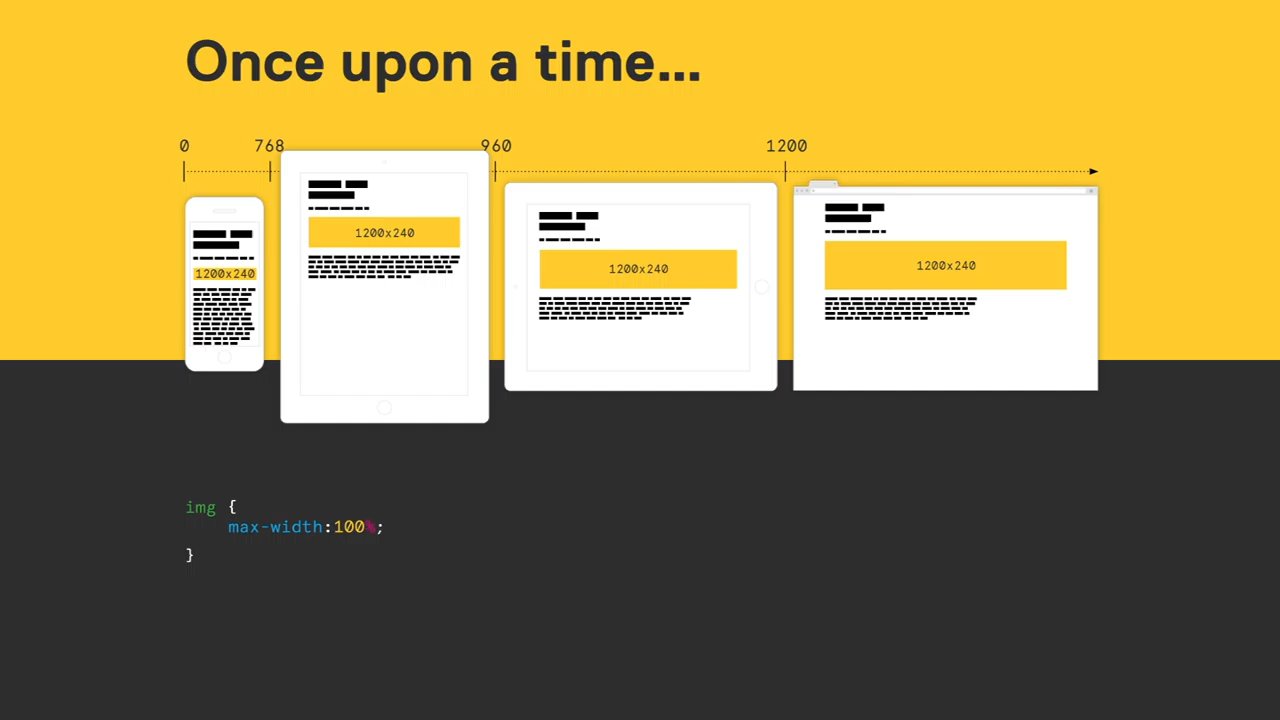 Once upon a time...
0 768 960 1200
1200x240
1200x240
1200x240
1200x240
img {
max-width:100%;
}